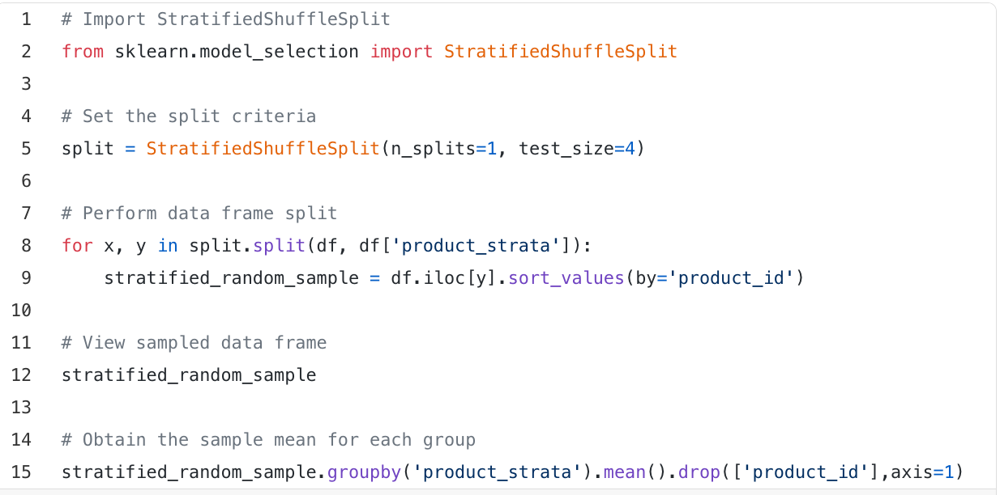 1 # Import StratifiedShuffleSplit
2 from sklearn.model_selection import StratifiedShuffleSplit
3
4 # Set the split criteria
5 split = StratifiedShuffleSplit(n_splits=1, test_size=4)
6
7 # Perform data frame split
8 for x, y in split.split(df, df['product_strata']):
9     stratified_random_sample = df.iloc[y].sort_values(by='product_id')
10
11 # View sampled data frame
12 stratified_random_sample
13
14 # Obtain the sample mean for each group
15 stratified_random_sample.groupby('product_strata').mean().drop(['product_id'],axis=1)